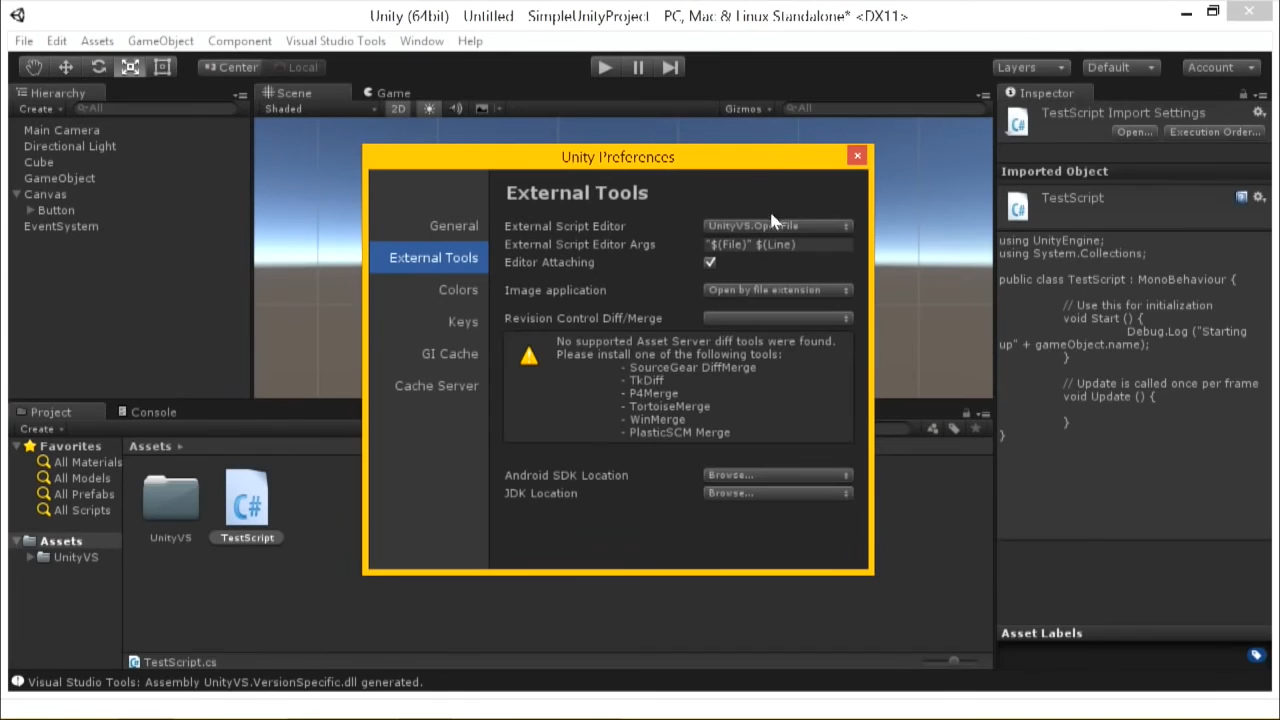 Unity (64bit) - Untitled - SimpleUnityProject - PC, Mac & Linux Standalone* <DX11>
File Edit Assets GameObject Component Visual Studio Tools Window Help
Center Local
Layers Default Account
Hierarchy
Create All
Main Camera
Directional Light
Cube
GameObject
Canvas
Button
EventSystem
Scene Game
Shaded 2D Gizmos All
Unity Preferences
General
External Tools
Colors
Keys
GI Cache
Cache Server
External Tools
External Script Editor
External Script Editor Args "$(File)" $(Line)
Editor Attaching
Image application Open by file extension
Revision Control Diff/Merge
No supported Asset Server diff tools were found.
Please install one of the following tools:
- SourceGear DiffMerge
- TkDiff
- P4Merge
- TortoiseMerge
- WinMerge
- PlasticSCM Merge
Android SDK Location Browse...
JDK Location Browse...
Inspector
TestScript Import Settings
Open... Execution Order...
Imported Object
TestScript
using UnityEngine;
using System.Collections;
public class TestScript : MonoBehaviour {
// Use this for initialization
void Start () {
Debug.Log ("Starting
up" + gameObject.name);
}
// Update is called once per frame
void Update () {
}
}
Asset Labels
Project Console
Create
Favorites
All Materials
All Models
All Prefabs
All Scripts
Assets
UnityVS
Assets
UnityVS
TestScript
C#
TestScript.cs
Visual Studio Tools: Assembly UnityVS.VersionSpecific.dll generated.